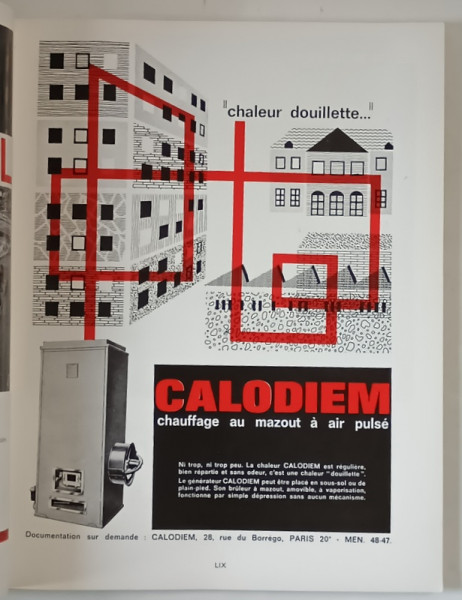 "chaleur douillette..."
CALODIEM
chauffage au mazout à air pulsé
Ni trop, ni trop peu. La chaleur CALODIEM est régulière,
bien répartie et sans odeur, c'est une chaleur "douillette".
Le générateur CALODIEM peut être placé en sous-sol ou de
plain-pied. Son brûleur à mazout, amovible, à vaporisation,
fonctionne par simple dépression sans aucun mécanisme.
Documentation sur demande : CALODIEM, 28, rue du Borrégo, PARIS 20° - MEN. 48-47.
LIX
L